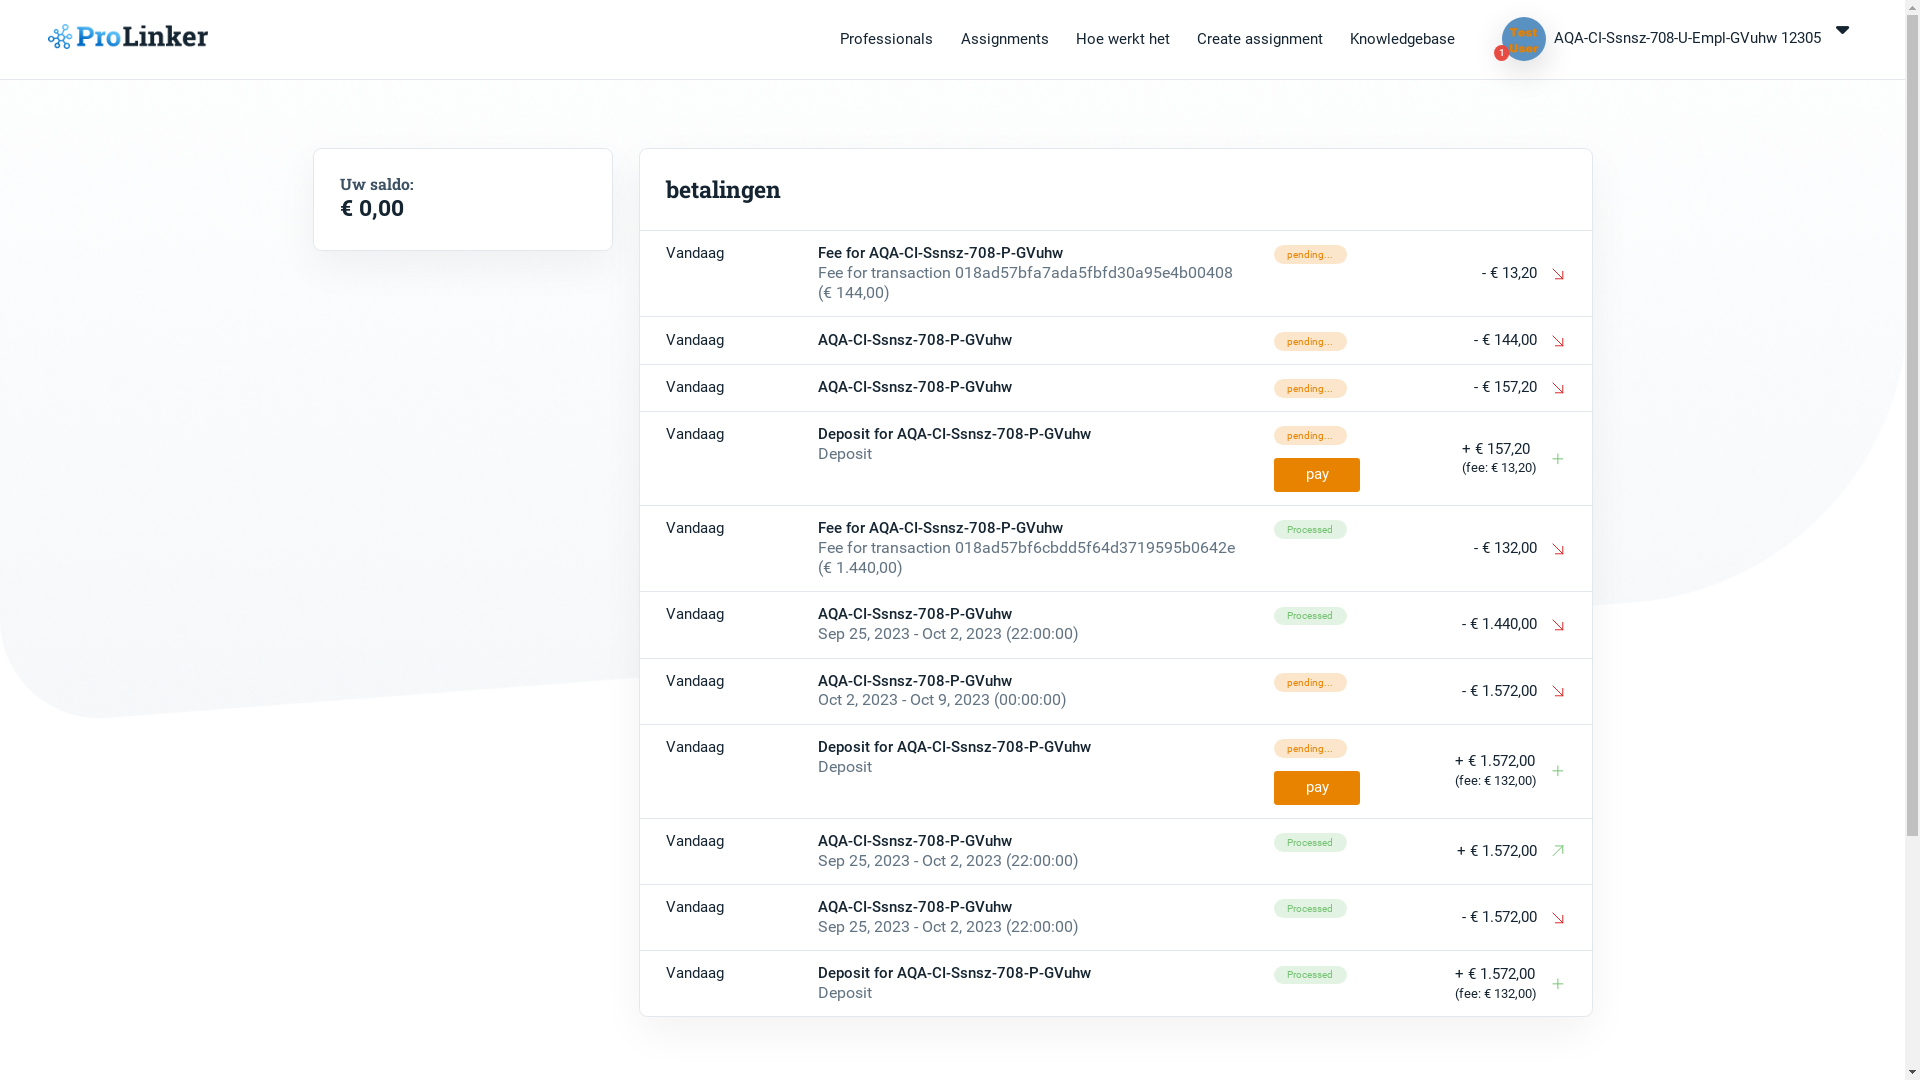 ProLinker
Professionals
Assignments
Hoe werkt het
Create assignment
Knowledgebase
Test
User
1
AQA-CI-Ssnsz-708-U-Empl-GVuhw 12305
Uw saldo:
€ 0,00
betalingen
Vandaag
Fee for AQA-CI-Ssnsz-708-P-GVuhw
Fee for transaction 018ad57bfa7ada5fbfd30a95e4b00408
(€ 144,00)
pending...
- € 13,20
Vandaag
AQA-CI-Ssnsz-708-P-GVuhw
pending...
- € 144,00
Vandaag
AQA-CI-Ssnsz-708-P-GVuhw
pending...
- € 157,20
Vandaag
Deposit for AQA-CI-Ssnsz-708-P-GVuhw
Deposit
pending...
pay
+ € 157,20
(fee: € 13,20)
Vandaag
Fee for AQA-CI-Ssnsz-708-P-GVuhw
Fee for transaction 018ad57bf6cbdd5f64d3719595b0642e
(€ 1.440,00)
Processed
- € 132,00
Vandaag
AQA-CI-Ssnsz-708-P-GVuhw
Sep 25, 2023 - Oct 2, 2023 (22:00:00)
Processed
- € 1.440,00
Vandaag
AQA-CI-Ssnsz-708-P-GVuhw
Oct 2, 2023 - Oct 9, 2023 (00:00:00)
pending...
- € 1.572,00
Vandaag
Deposit for AQA-CI-Ssnsz-708-P-GVuhw
Deposit
pending...
pay
+ € 1.572,00
(fee: € 132,00)
Vandaag
AQA-CI-Ssnsz-708-P-GVuhw
Sep 25, 2023 - Oct 2, 2023 (22:00:00)
Processed
+ € 1.572,00
Vandaag
AQA-CI-Ssnsz-708-P-GVuhw
Sep 25, 2023 - Oct 2, 2023 (22:00:00)
Processed
- € 1.572,00
Vandaag
Deposit for AQA-CI-Ssnsz-708-P-GVuhw
Deposit
Processed
+ € 1.572,00
(fee: € 132,00)